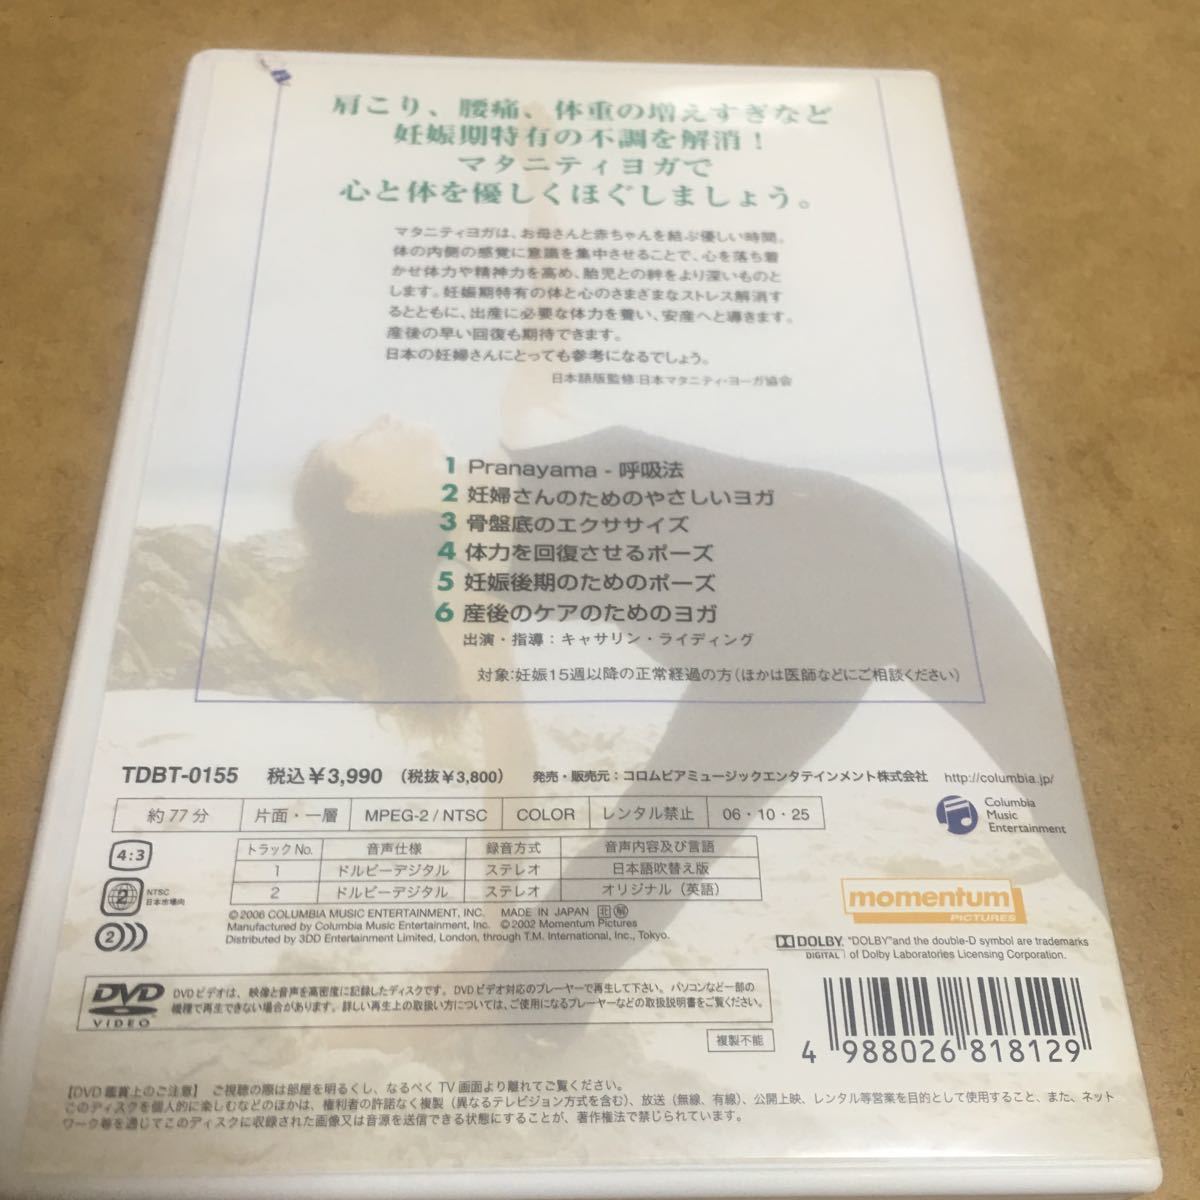 肩こり、腰痛、体重の増えすぎなど
妊娠期特有の不調を解消！
マタニティヨガで
心と体を優しくほぐしましょう。
マタニティヨガは、お母さんと赤ちゃんを結ぶ優しい時間。
体の内側の感覚に意識を集中させることで、心を落ち着
かせ体力や精神力を高め、胎児との絆をより深いものと
します。妊娠期特有の体と心のさまざまなストレス解消す
るとともに、出産に必要な体力を養い、安産へと導きます。
産後の早い回復も期待できます。
日本の妊婦さんにとっても参考になるでしょう。
日本語版監修:日本マタニティ・ヨーガ協会
1 Pranayama - 呼吸法
2 妊婦さんのためのやさしいヨガ
3 骨盤底のエクササイズ
4 体力を回復させるポーズ
5 妊娠後期のためのポーズ
6 産後のケアのためのヨガ
出演・指導：キャサリン・ライディング
対象:妊娠15週以降の正常経過の方(ほかは医師などにご相談ください)
TDBT-0155 税込￥3,990 (税抜￥3,800) 発売・販売元：コロムビアミュージックエンタテインメント株式会社 http://columbia.jp/
約77分 片面・一層 MPEG-2 / NTSC COLOR レンタル禁止 06・10・25
Columbia
Music
Entertainment
4:3
トラックNo. 音声仕様 録音方式 音声内容及び言語
1 ドルビーデジタル ステレオ 日本語吹替え版
2 ドルビーデジタル ステレオ オリジナル（英語）
2 NTSC
日本市場向
2
©2006 COLUMBIA MUSIC ENTERTAINMENT, INC. MADE IN JAPAN
Manufactured by Columbia Music Entertainment, Inc. ©2002 Momentum Pictures
Distributed by 3DD Entertainment Limited, London, through T.M. International, Inc., Tokyo.
momentum
PICTURES
DOLBY DIGITAL "DOLBY"and the double-D symbol are trademarks
of Dolby Laboratories Licensing Corporation.
DVD
VIDEO
DVDビデオは、映像と音声を高密度に記録したディスクです。DVDビデオ対応のプレーヤーで再生して下さい。パソコンなど一部の
機種で再生できない場合があります。詳しい再生上の取扱い方については、ご使用になるプレーヤーなどの取扱説明書をご覧ください。
複製不能
4 988026 818129
【DVD鑑賞上のご注意】 ご視聴の際は部屋を明るくし、なるべくTV画面より離れてご覧ください。
このディスクを個人的に楽しむなどのほかは、権利者の許諾なく複製（異なるテレビジョン方式を含む）、放送（無線、有線）、公開上映、レンタル等営業を目的として使用すること、また、ネット
ワーク等を通じてこのディスクに収録された画像又は音源を送信できる状態にすることが、著作権法で禁じられています。